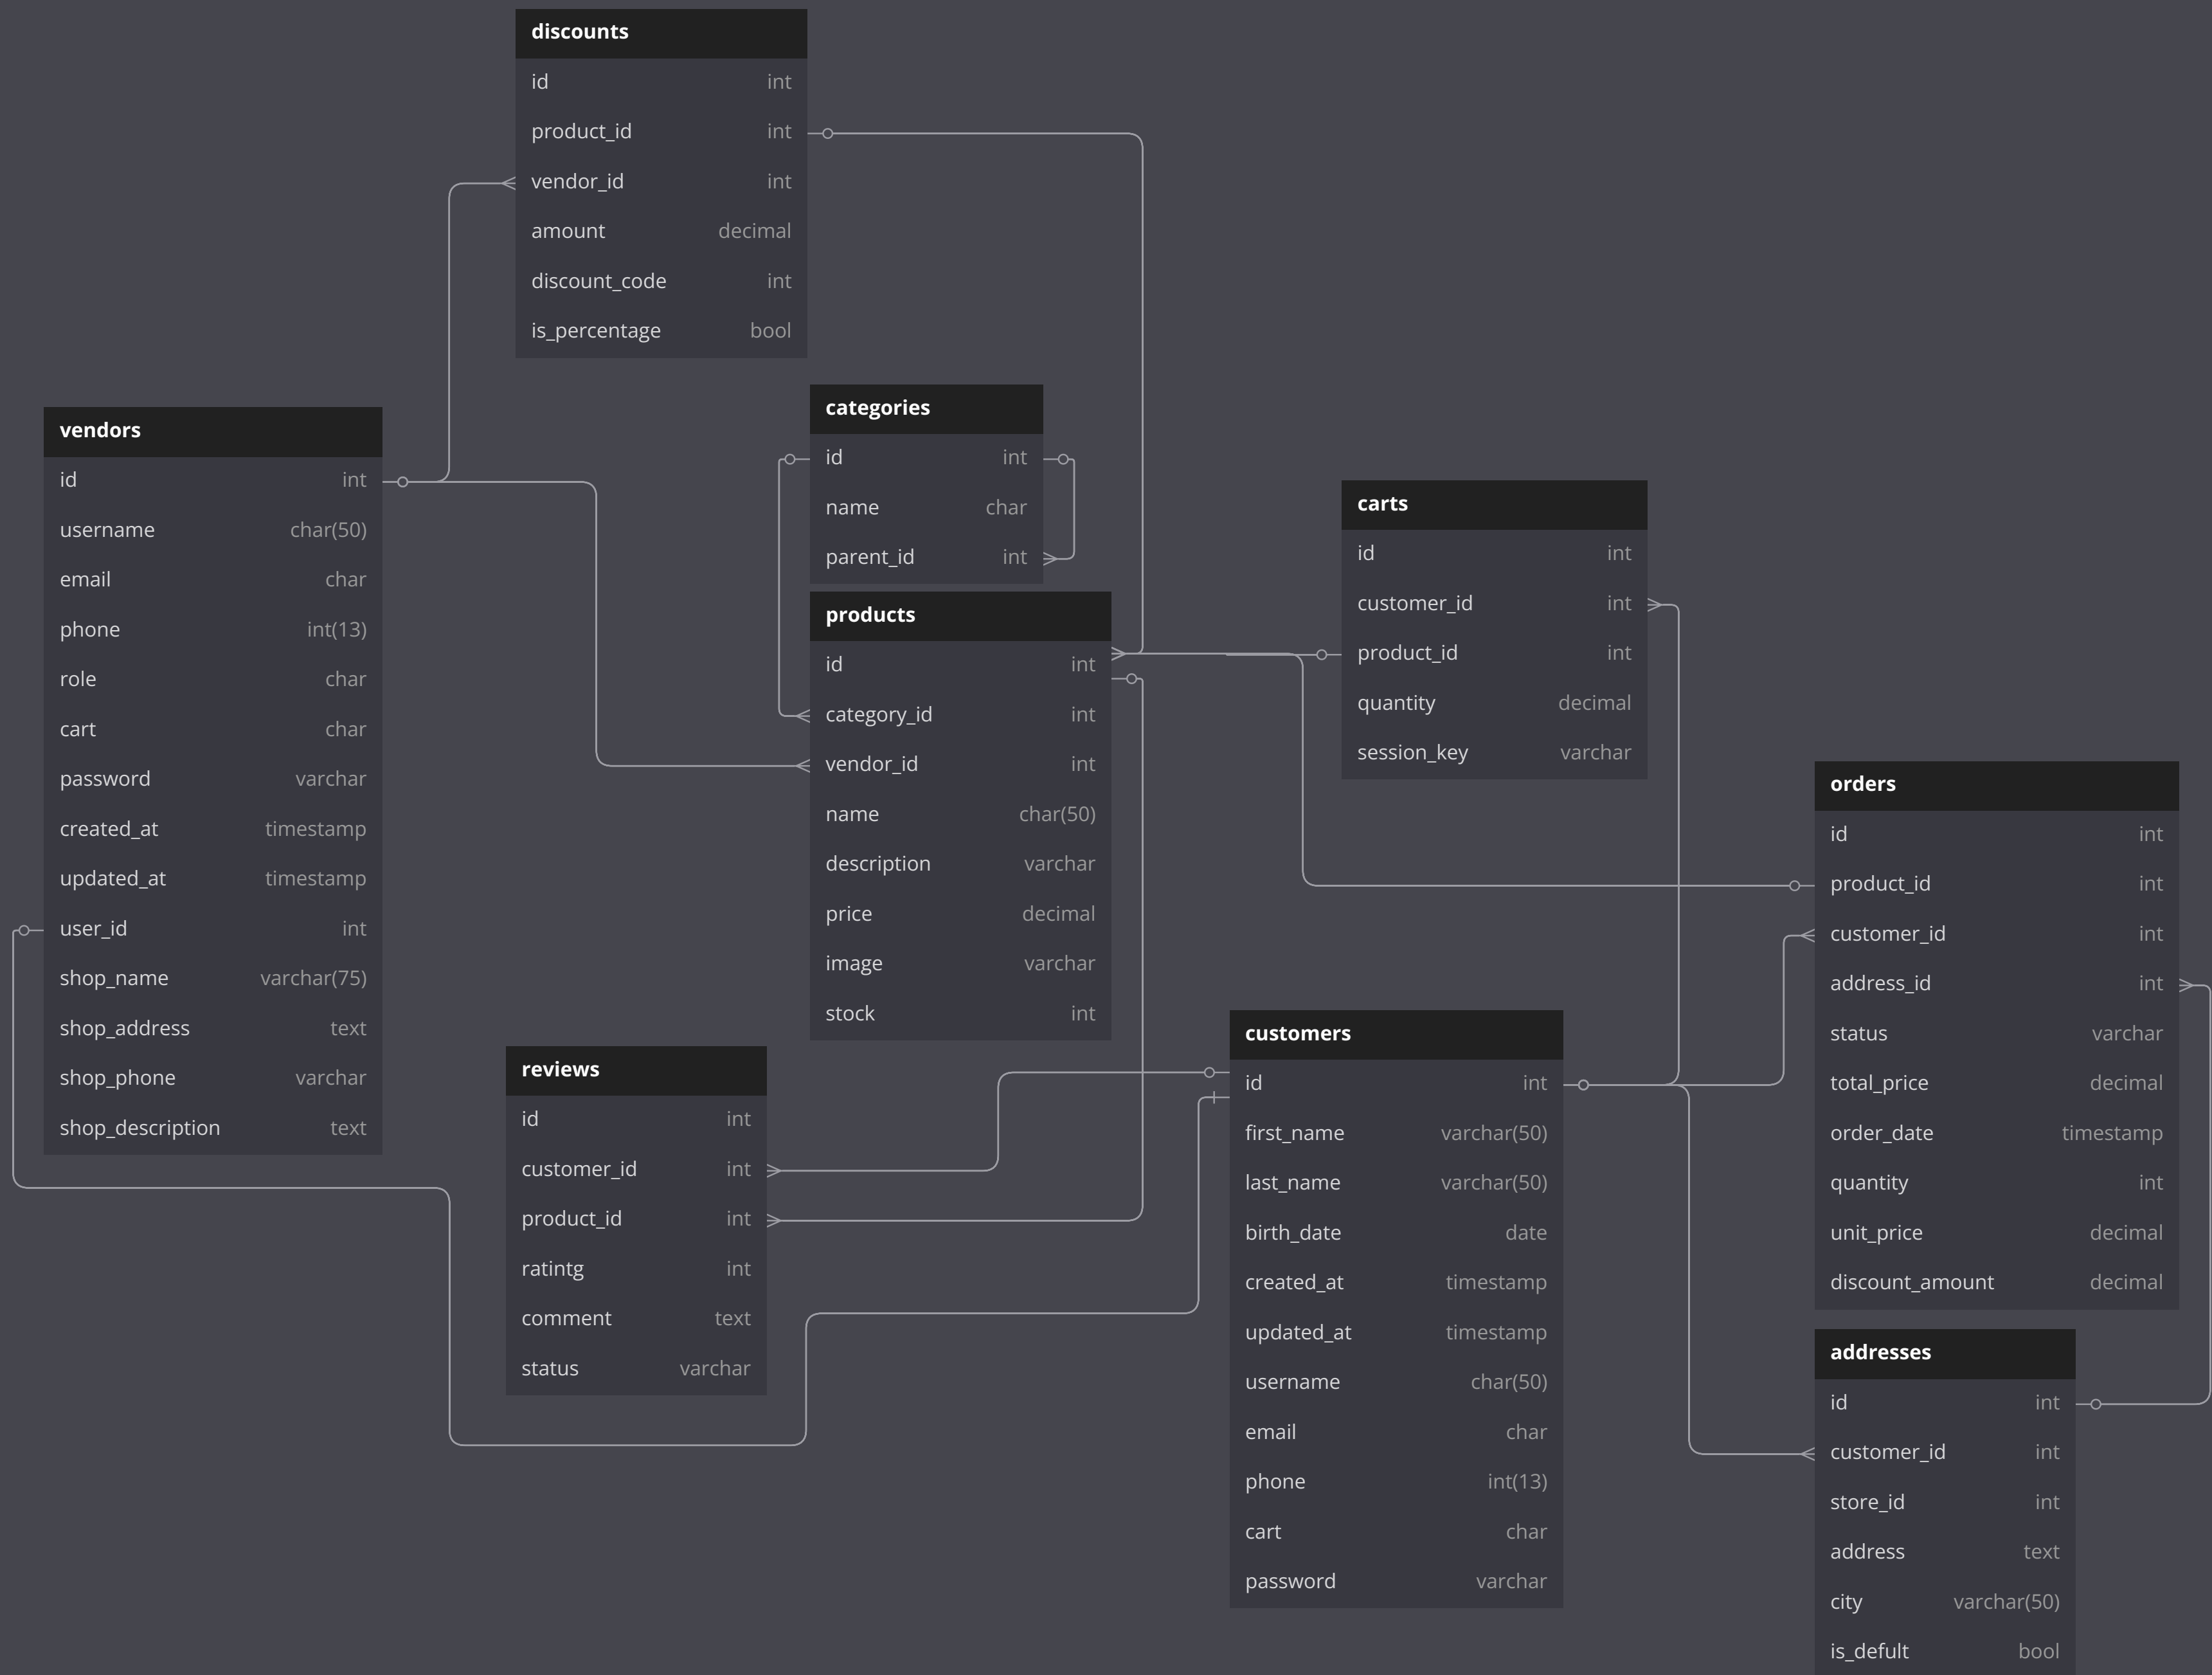 discounts
id int
product_id int
vendor_id int
amount decimal
discount_code int
is_percentage bool
categories
id int
name char
parent_id int
vendors
id int
username char(50)
email char
phone int(13)
role char
cart char
password varchar
created_at timestamp
updated_at timestamp
user_id int
shop_name varchar(75)
shop_address text
shop_phone varchar
shop_description text
products
id int
category_id int
vendor_id int
name char(50)
description varchar
price decimal
image varchar
stock int
carts
id int
customer_id int
product_id int
quantity decimal
session_key varchar
orders
id int
product_id int
customer_id int
address_id int
status varchar
total_price decimal
order_date timestamp
quantity int
unit_price decimal
discount_amount decimal
reviews
id int
customer_id int
product_id int
ratintg int
comment text
status varchar
customers
id int
first_name varchar(50)
last_name varchar(50)
birth_date date
created_at timestamp
updated_at timestamp
username char(50)
email char
phone int(13)
cart char
password varchar
addresses
id int
customer_id int
store_id int
address text
city varchar(50)
is_defult bool